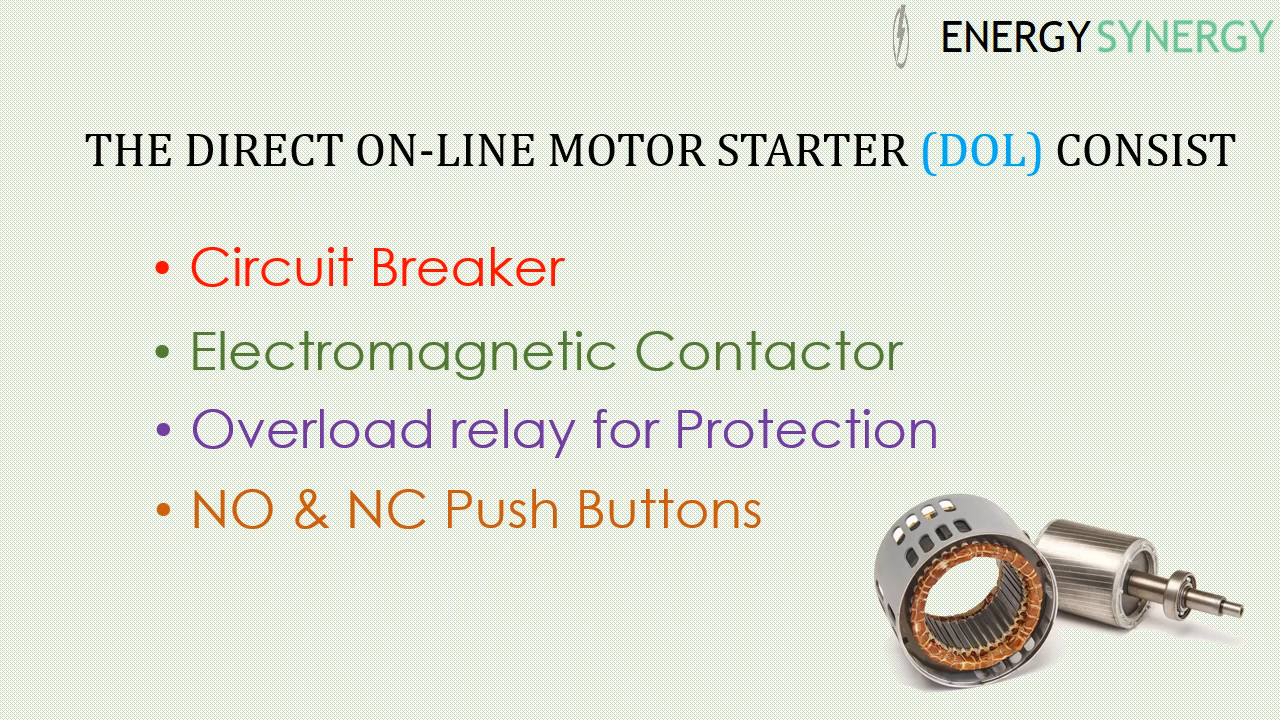 ENERGY SYNERGY
THE DIRECT ON-LINE MOTOR STARTER (DOL) CONSIST
• Circuit Breaker
• Electromagnetic Contactor
• Overload relay for Protection
• NO & NC Push Buttons